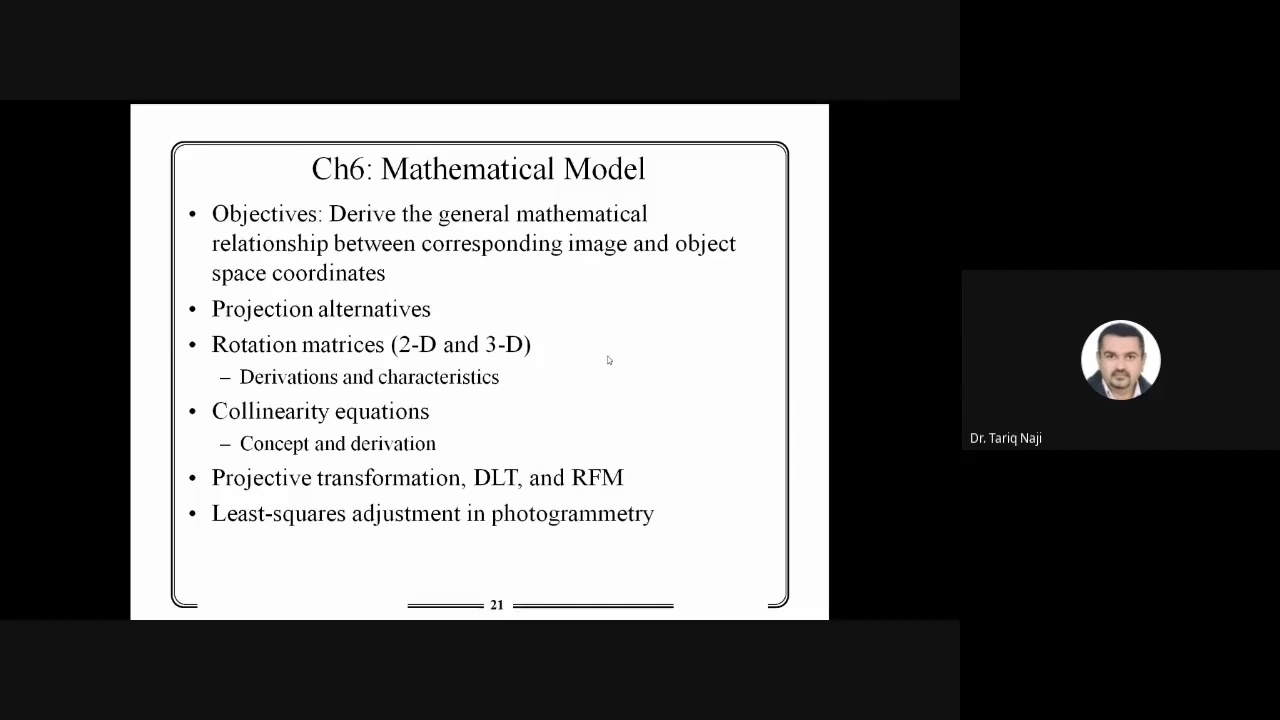 Ch6: Mathematical Model
• Objectives: Derive the general mathematical
relationship between corresponding image and object
space coordinates
• Projection alternatives
• Rotation matrices (2-D and 3-D)
– Derivations and characteristics
• Collinearity equations
– Concept and derivation
• Projective transformation, DLT, and RFM
• Least-squares adjustment in photogrammetry
21
Dr. Tariq Naji